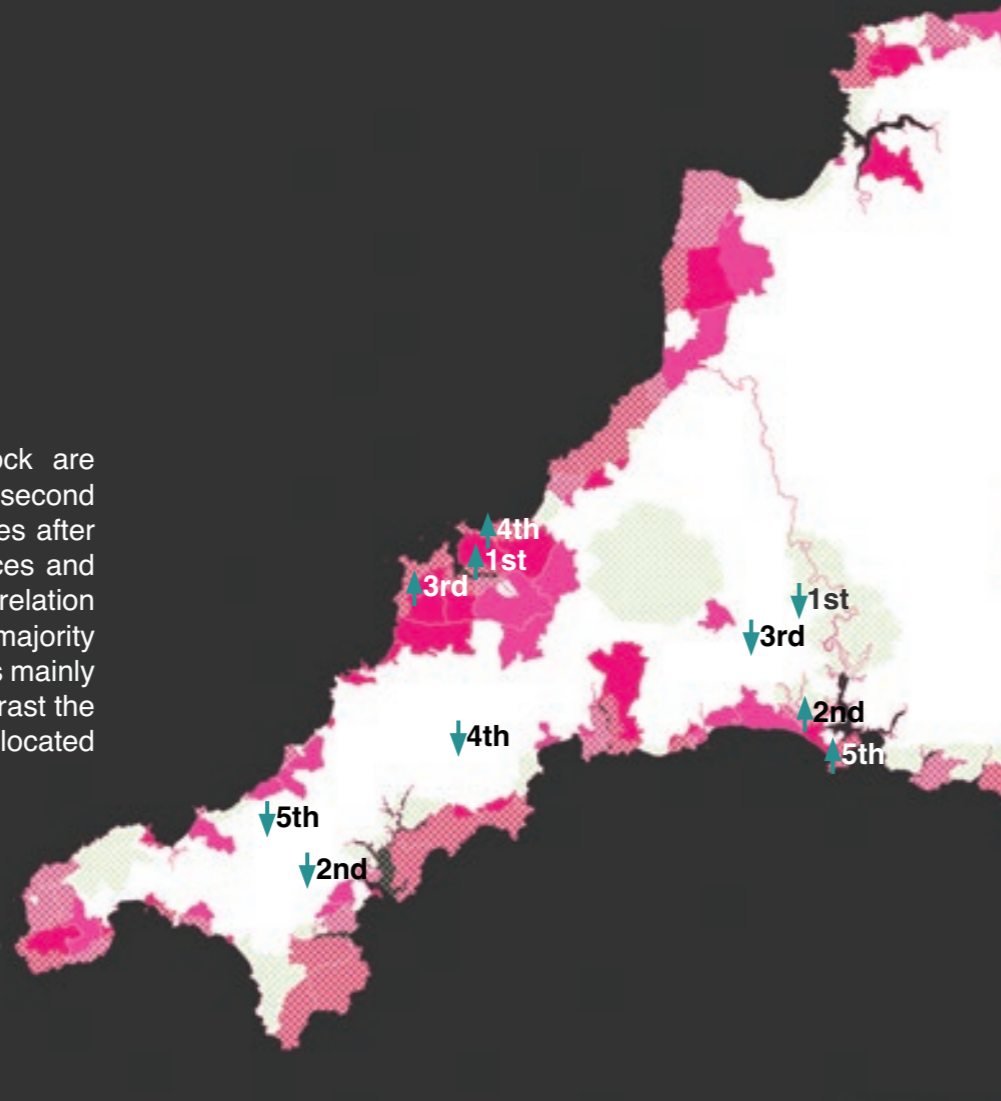 ock are
second
es after
ces and
relation
majority
s mainly
rast the
located
4th
1st
3rd
1st
3rd
2nd
4th
5th
5th
2nd